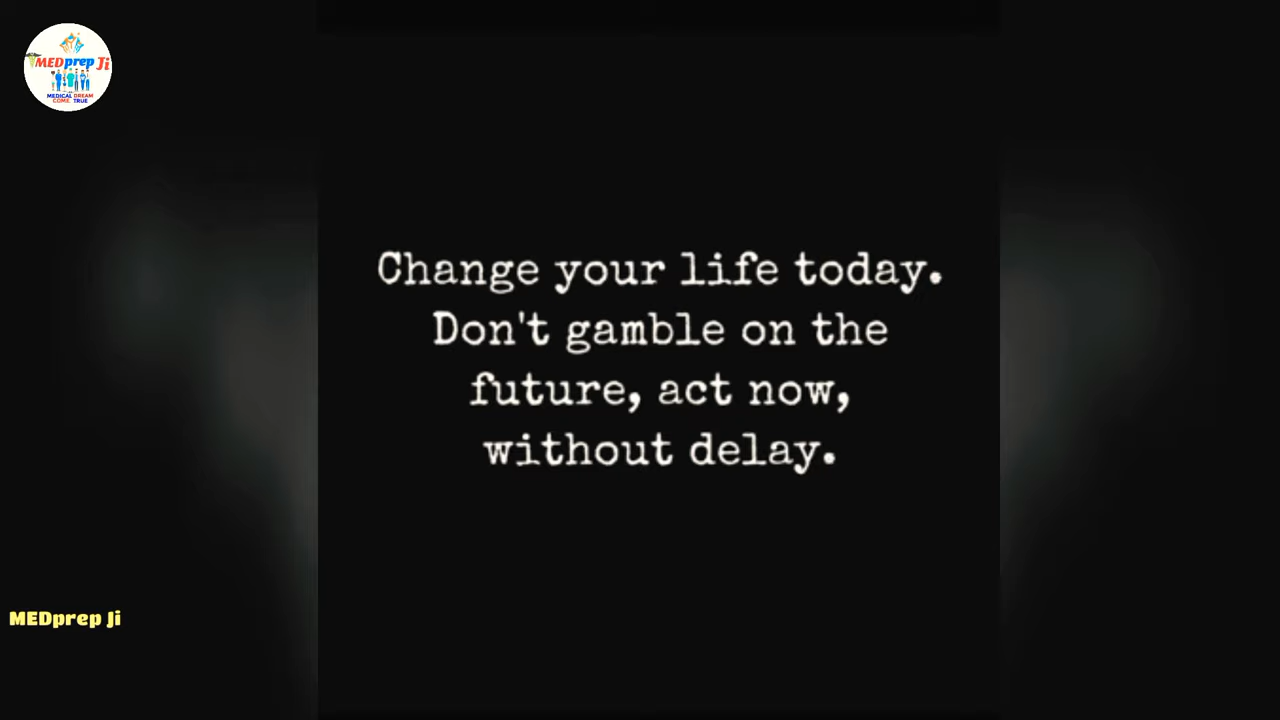 MEDprep Ji
MEDICAL DREAM
COME TRUE
Change your life today.
Don't gamble on the
future, act now,
without delay.
MEDprep Ji